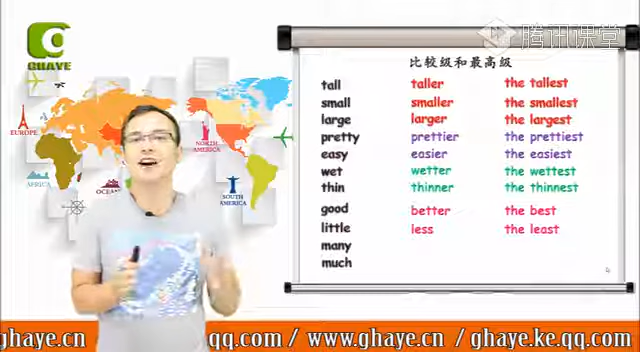 GHAYE
腾讯课堂
比较级和最高级
tall taller the tallest
small smaller the smallest
large larger the largest
pretty prettier the prettiest
easy easier the easiest
wet wetter the wettest
thin thinner the thinnest
good better the best
little less the least
many
much
EUROPE
NORTH
AMERICA
AFRICA
SOUTH
AMERICA
ghaye.cn qq.com / www.ghaye.cn / ghaye.ke.qq.com